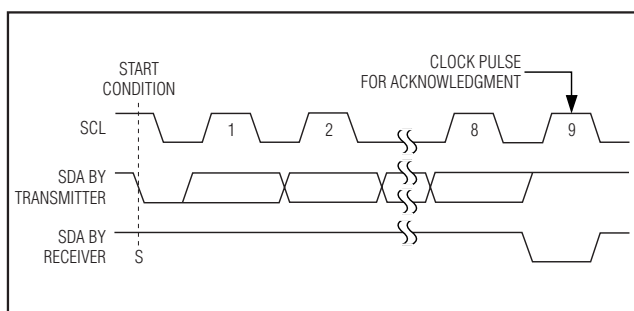 START
CONDITION
CLOCK PULSE
FOR ACKNOWLEDGMENT
SCL
1
2
8
9
SDA BY
TRANSMITTER
SDA BY
RECEIVER
S